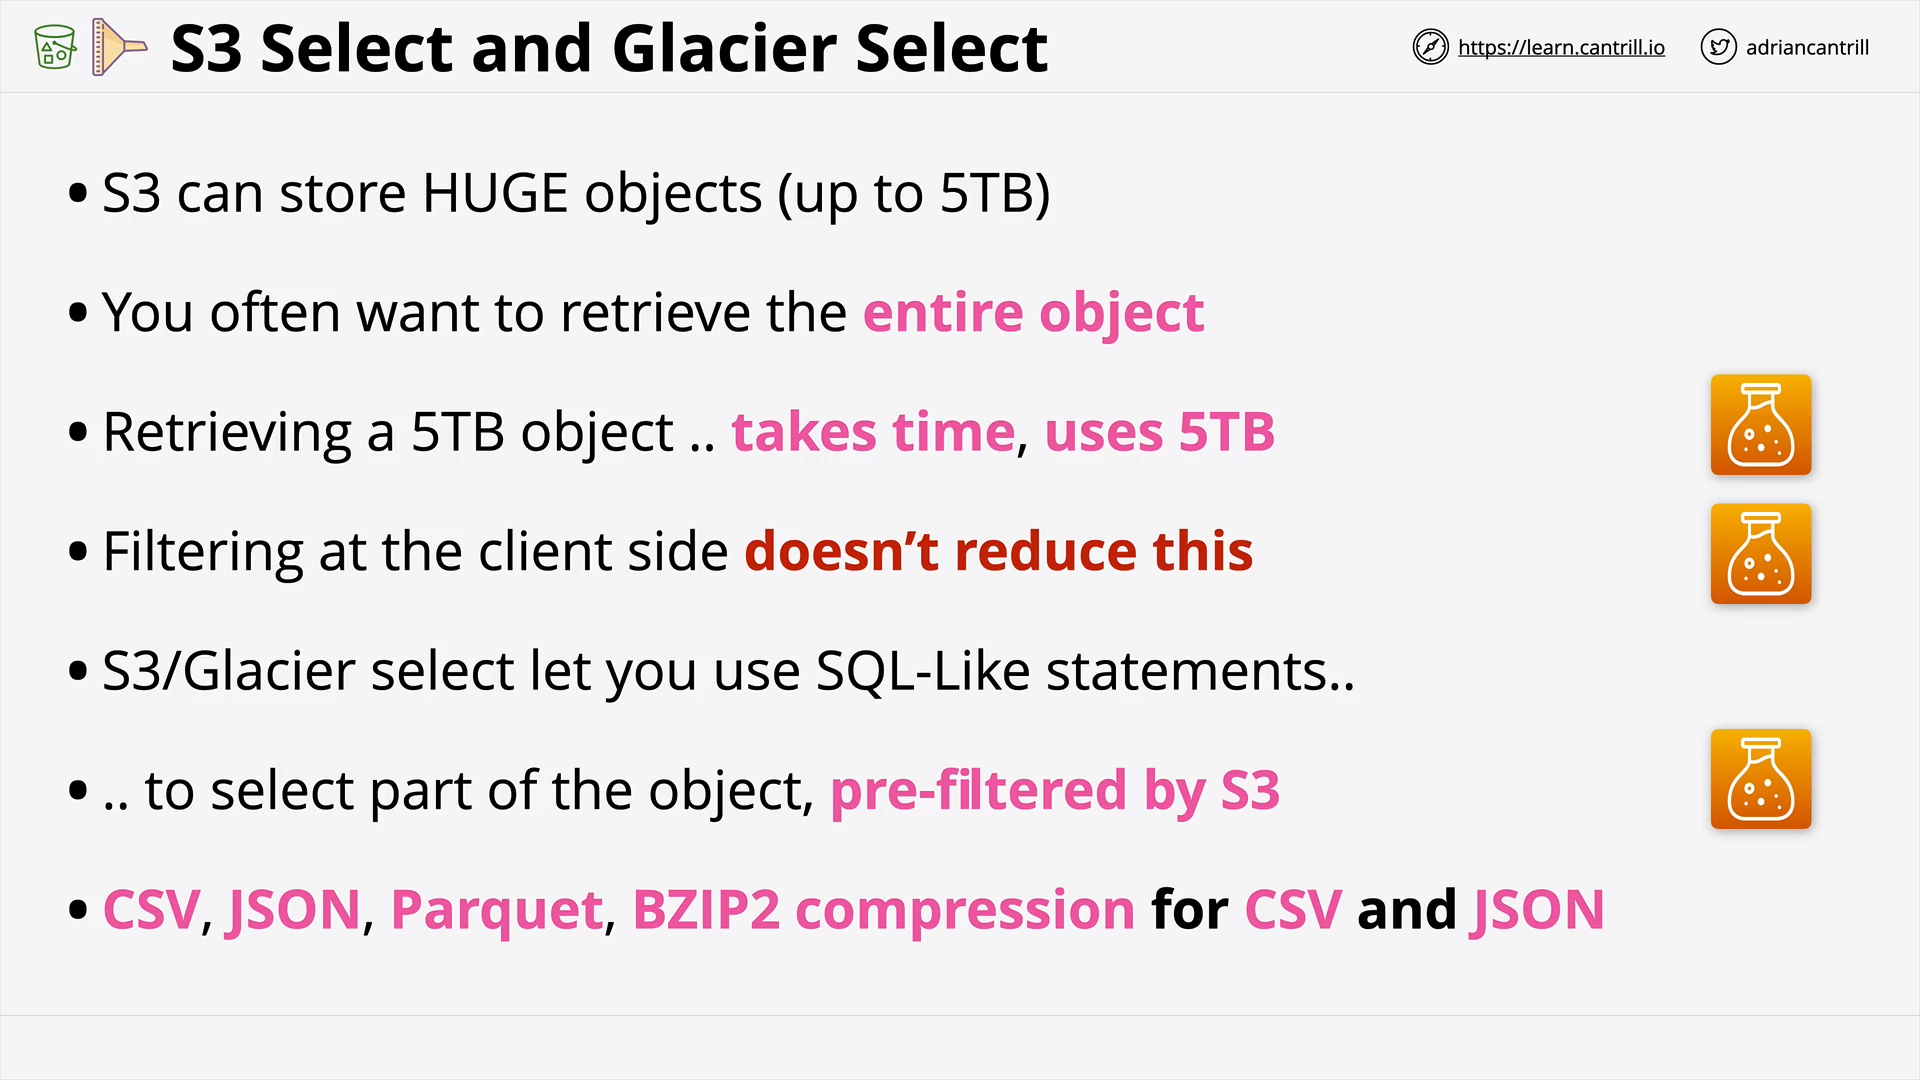 S3 Select and Glacier Select
https://learn.cantrill.io
adriancantrill
• S3 can store HUGE objects (up to 5TB)
• You often want to retrieve the entire object
• Retrieving a 5TB object .. takes time, uses 5TB
• Filtering at the client side doesn’t reduce this
• S3/Glacier select let you use SQL-Like statements..
• .. to select part of the object, pre-filtered by S3
• CSV, JSON, Parquet, BZIP2 compression for CSV and JSON